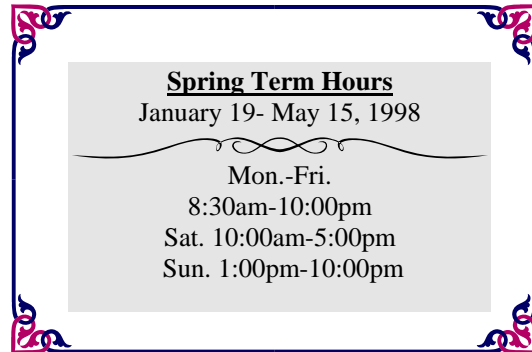 Spring Term Hours
January 19- May 15, 1998
Mon.-Fri.
8:30am-10:00pm
Sat. 10:00am-5:00pm
Sun. 1:00pm-10:00pm